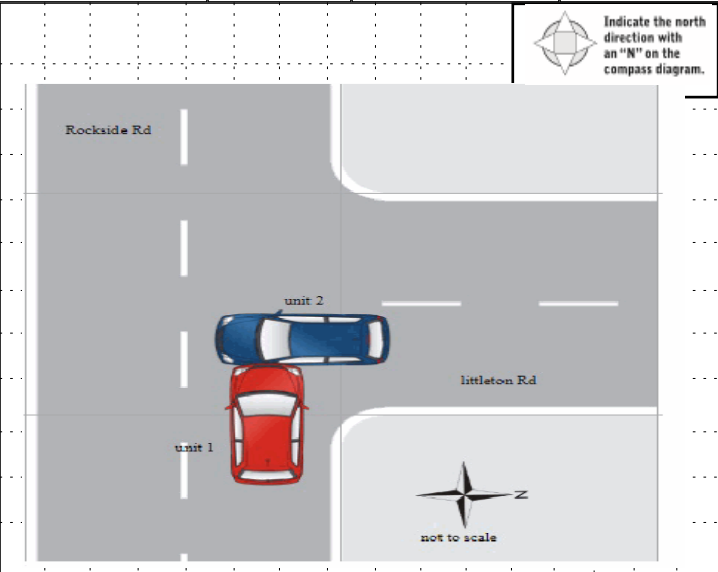 Indicate the north
direction with
an “N” on the
compass diagram.
Rockside Rd
unit 2
littleton Rd
unit 1
N
not to scale